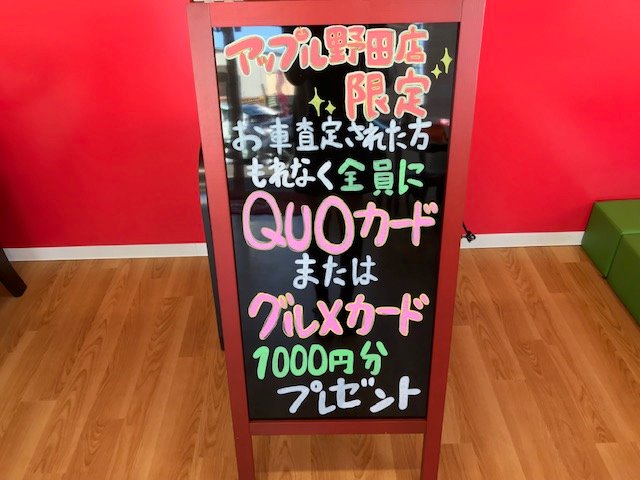 アップル野田店
限定
お車査定された方
もれなく全員に
QUOカード
または
グルメカード
1000円分
プレゼント